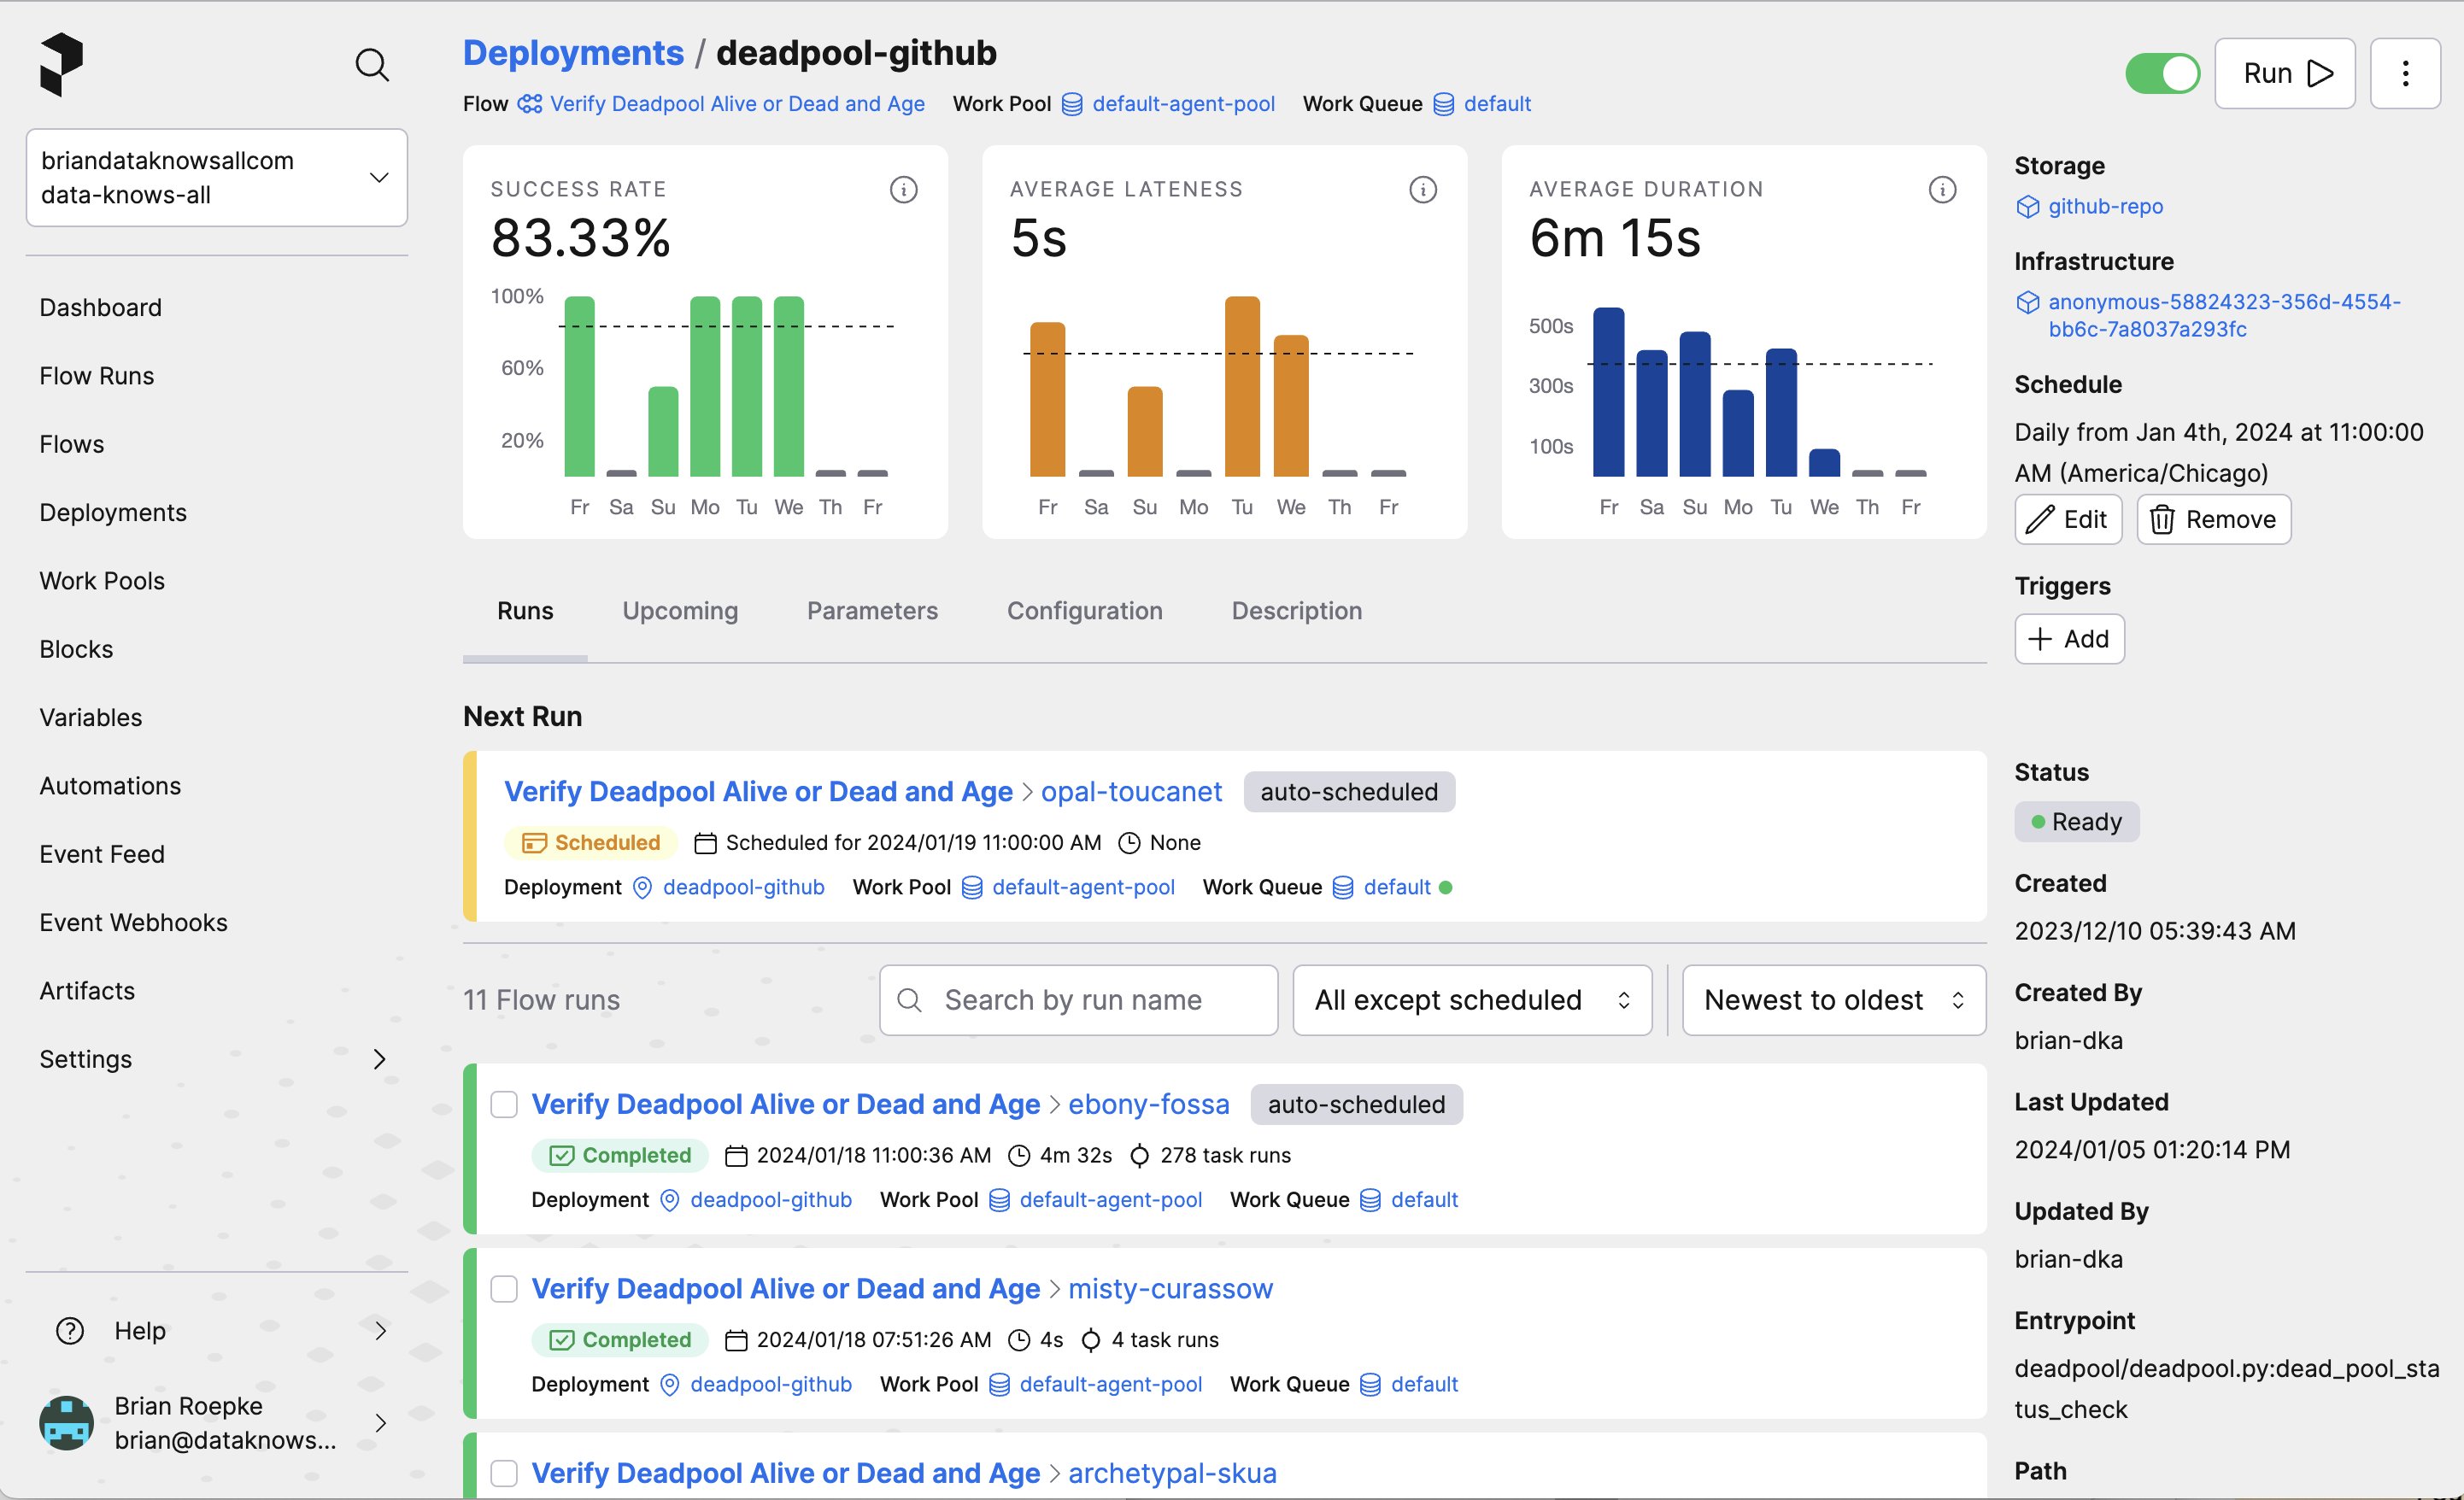 briandataknowsallcom
data-knows-all
Dashboard
Flow Runs
Flows
Deployments
Work Pools
Blocks
Variables
Automations
Event Feed
Event Webhooks
Artifacts
Settings
Help
Brian Roepke
brian@dataknows...
Deployments / deadpool-github
Flow Verify Deadpool Alive or Dead and Age Work Pool default-agent-pool Work Queue default
Run
SUCCESS RATE
83.33%
100%
60%
20%
Fr Sa Su Mo Tu We Th Fr
AVERAGE LATENESS
5s
Fr Sa Su Mo Tu We Th Fr
AVERAGE DURATION
6m 15s
500s
300s
100s
Fr Sa Su Mo Tu We Th Fr
Runs Upcoming Parameters Configuration Description
Next Run
Verify Deadpool Alive or Dead and Age > opal-toucanet auto-scheduled
Scheduled Scheduled for 2024/01/19 11:00:00 AM None
Deployment deadpool-github Work Pool default-agent-pool Work Queue default
11 Flow runs Search by run name All except scheduled Newest to oldest
Verify Deadpool Alive or Dead and Age > ebony-fossa auto-scheduled
Completed 2024/01/18 11:00:36 AM 4m 32s 278 task runs
Deployment deadpool-github Work Pool default-agent-pool Work Queue default
Verify Deadpool Alive or Dead and Age > misty-curassow
Completed 2024/01/18 07:51:26 AM 4s 4 task runs
Deployment deadpool-github Work Pool default-agent-pool Work Queue default
Verify Deadpool Alive or Dead and Age > archetypal-skua
Storage
github-repo
Infrastructure
anonymous-58824323-356d-4554-
bb6c-7a8037a293fc
Schedule
Daily from Jan 4th, 2024 at 11:00:00
AM (America/Chicago)
Edit Remove
Triggers
Add
Status
Ready
Created
2023/12/10 05:39:43 AM
Created By
brian-dka
Last Updated
2024/01/05 01:20:14 PM
Updated By
brian-dka
Entrypoint
deadpool/deadpool.py:dead_pool_sta
tus_check
Path